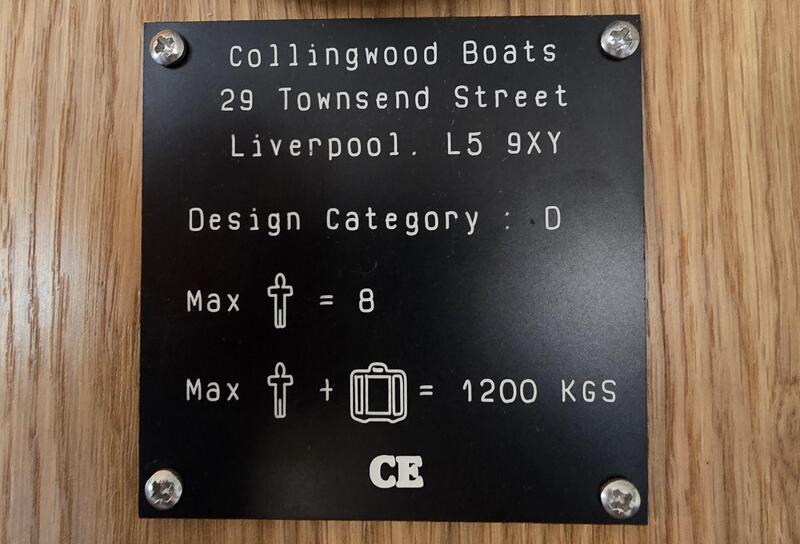 Collingwood Boats
29 Townsend Street
Liverpool. L5 9XY
Design Category : D
Max = 8
Max + = 1200 KGS
CE